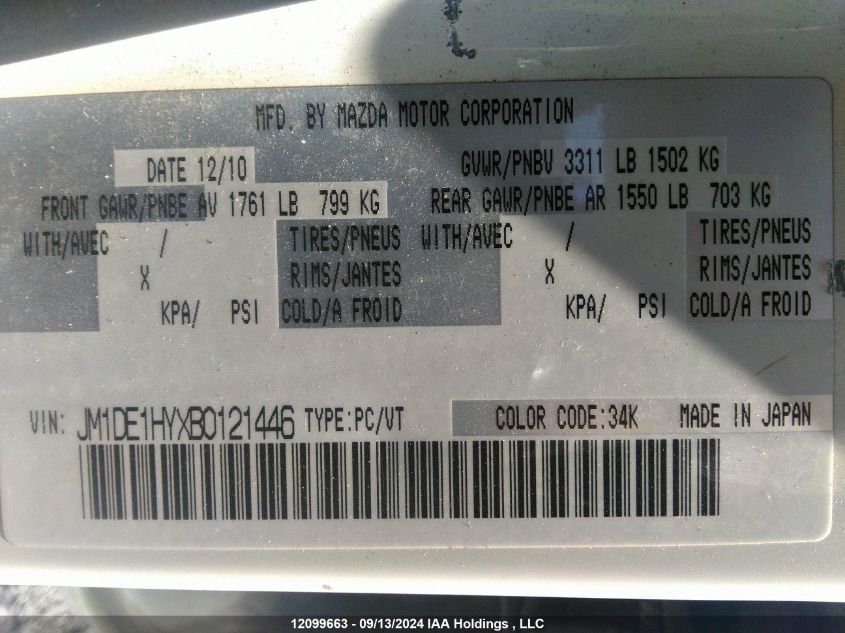 MFD. BY MAZDA MOTOR CORPORATION
DATE 12/10 GVWR/PNBV 3311 LB 1502 KG
FRONT GAWR/PNBE AV 1761 LB 799 KG REAR GAWR/PNBE AR 1550 LB 703 KG
WITH/AVEC / TIRES/PNEUS WITH/AVEC / TIRES/PNEUS
X RIMS/JANTES X RIMS/JANTES
KPA/ PSI COLD/A FROID KPA/ PSI COLD/A FROID
VIN: JM1DE1HYXB0121446 TYPE:PC/VT COLOR CODE:34K MADE IN JAPAN
12099663 - 09/13/2024 IAA Holdings , LLC